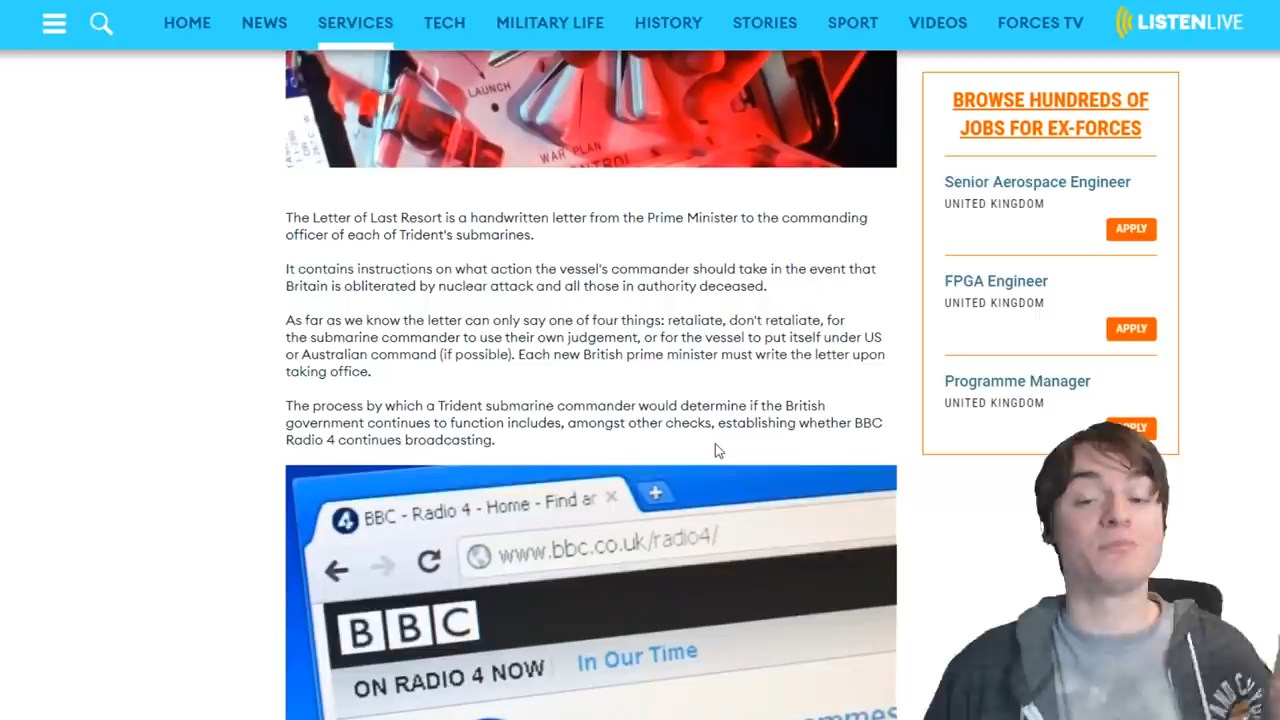 HOME NEWS SERVICES TECH MILITARY LIFE HISTORY STORIES SPORT VIDEOS FORCES TV LISTENLIVE
LAUNCH
WAR PLAN
CONTROL
The Letter of Last Resort is a handwritten letter from the Prime Minister to the commanding
officer of each of Trident's submarines.
It contains instructions on what action the vessel's commander should take in the event that
Britain is obliterated by nuclear attack and all those in authority deceased.
As far as we know the letter can only say one of four things: retaliate, don't retaliate, for
the submarine commander to use their own judgement, or for the vessel to put itself under US
or Australian command (if possible). Each new British prime minister must write the letter upon
taking office.
The process by which a Trident submarine commander would determine if the British
government continues to function includes, amongst other checks, establishing whether BBC
Radio 4 continues broadcasting.
4 BBC - Radio 4 - Home - Find ar
www.bbc.co.uk/radio4/
BBC
ON RADIO 4 NOW In Our Time
BROWSE HUNDREDS OF
JOBS FOR EX-FORCES
Senior Aerospace Engineer
UNITED KINGDOM
APPLY
FPGA Engineer
UNITED KINGDOM
APPLY
Programme Manager
UNITED KINGDOM
APPLY